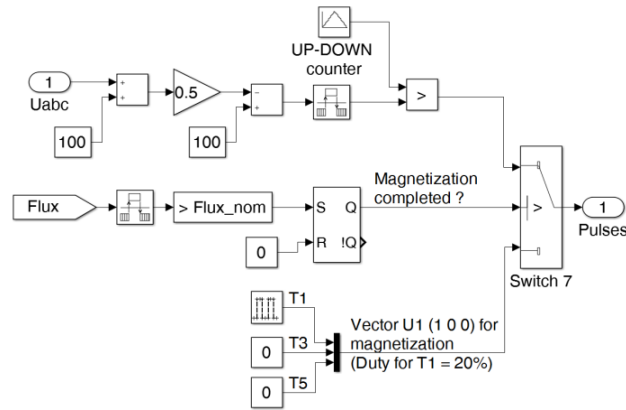 UP-DOWN
counter
1
Uabc
+
+
100
0.5
-
+
100
>
Flux
> Flux_nom
S Q
R !Q
0
Magnetization
completed ?
>
1
Pulses
Switch 7
T1
0 T3
0 T5
Vector U1 (1 0 0) for
magnetization
(Duty for T1 = 20%)